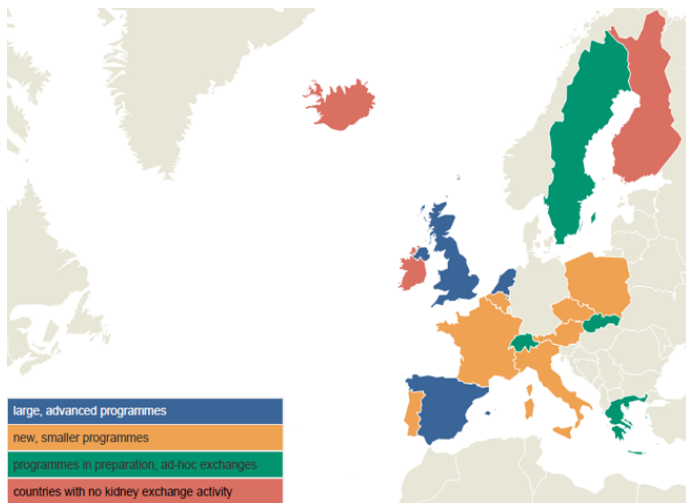 large, advanced programmes
new, smaller programmes
programmes in preparation, ad-hoc exchanges
countries with no kidney exchange activity